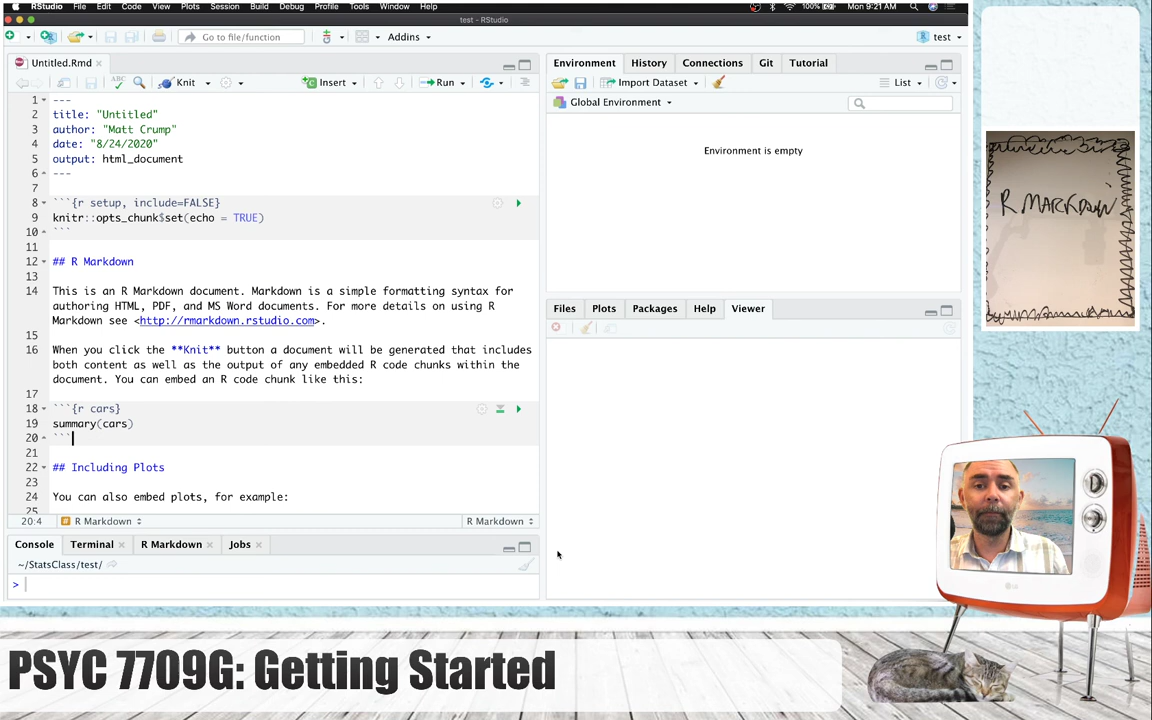 RStudio File Edit Code View Plots Session Build Debug Profile Tools Window Help
100% Mon 9:21 AM
test - RStudio
Go to file/function
Addins
test
Untitled.Rmd
ABC
Knit
Insert
Run
1 ---
2 title: "Untitled"
3 author: "Matt Crump"
4 date: "8/24/2020"
5 output: html_document
6 ---
7
8 ```{r setup, include=FALSE}
9 knitr::opts_chunk$set(echo = TRUE)
10 ```
11
12 ## R Markdown
13
14 This is an R Markdown document. Markdown is a simple formatting syntax for
authoring HTML, PDF, and MS Word documents. For more details on using R
Markdown see <http://rmarkdown.rstudio.com>.
15
16 When you click the **Knit** button a document will be generated that includes
both content as well as the output of any embedded R code chunks within the
document. You can embed an R code chunk like this:
17
18 ```{r cars}
19 summary(cars)
20 ```
21
22 ## Including Plots
23
24 You can also embed plots, for example:
25
20:4 R Markdown R Markdown
Console Terminal R Markdown Jobs
~/StatsClass/test/
>
Environment History Connections Git Tutorial
Import Dataset List
Global Environment
Environment is empty
Files Plots Packages Help Viewer
R MARKDOWN
LG
PSYC 7709G: Getting Started